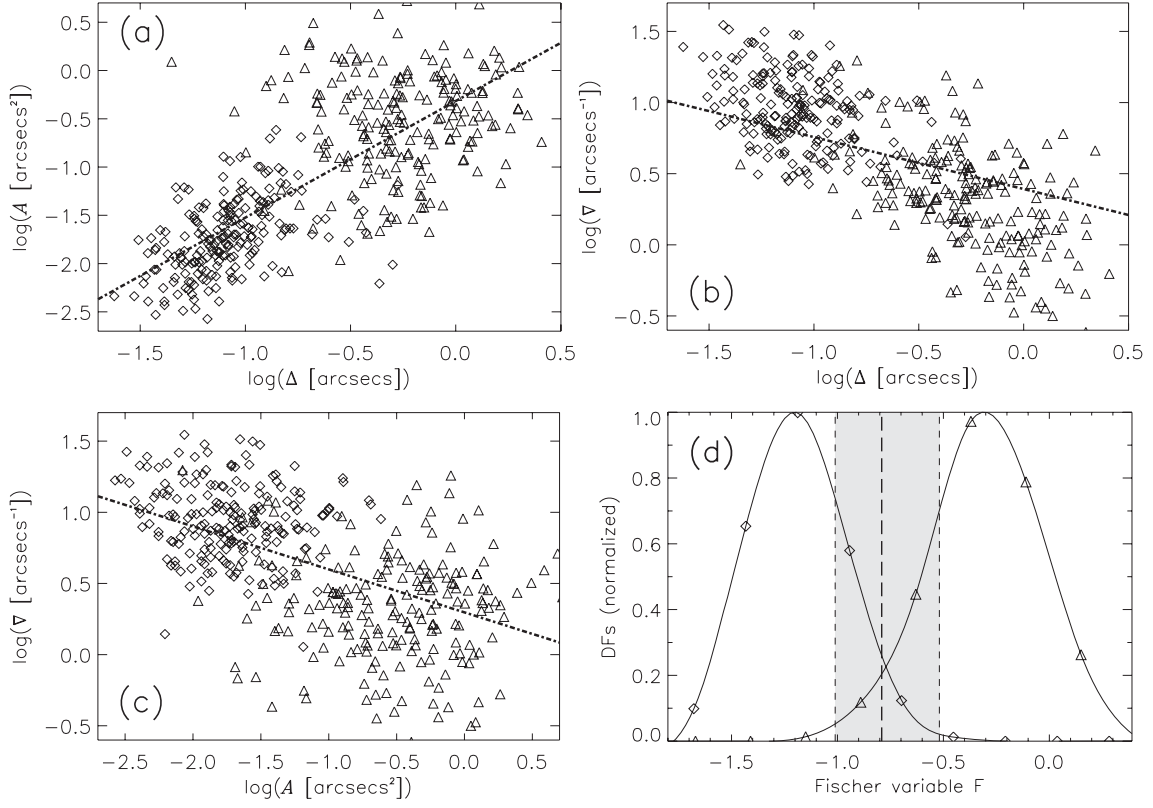 (a)
0.5
0.0
−0.5
−1.0
−1.5
−2.0
−2.5
log(A [arcsecs²])
−1.5 −1.0 −0.5 0.0 0.5
log(Δ [arcsecs])
(b)
1.5
1.0
0.5
0.0
−0.5
log(∇ [arcsecs⁻¹])
−1.5 −1.0 −0.5 0.0 0.5
log(Δ [arcsecs])
(c)
1.5
1.0
0.5
0.0
−0.5
log(∇ [arcsecs⁻¹])
−2.5 −2.0 −1.5 −1.0 −0.5 0.0 0.5
log(A [arcsecs²])
(d)
1.0
0.8
0.6
0.4
0.2
0.0
DFs (normalized)
−1.5 −1.0 −0.5 0.0
Fischer variable F